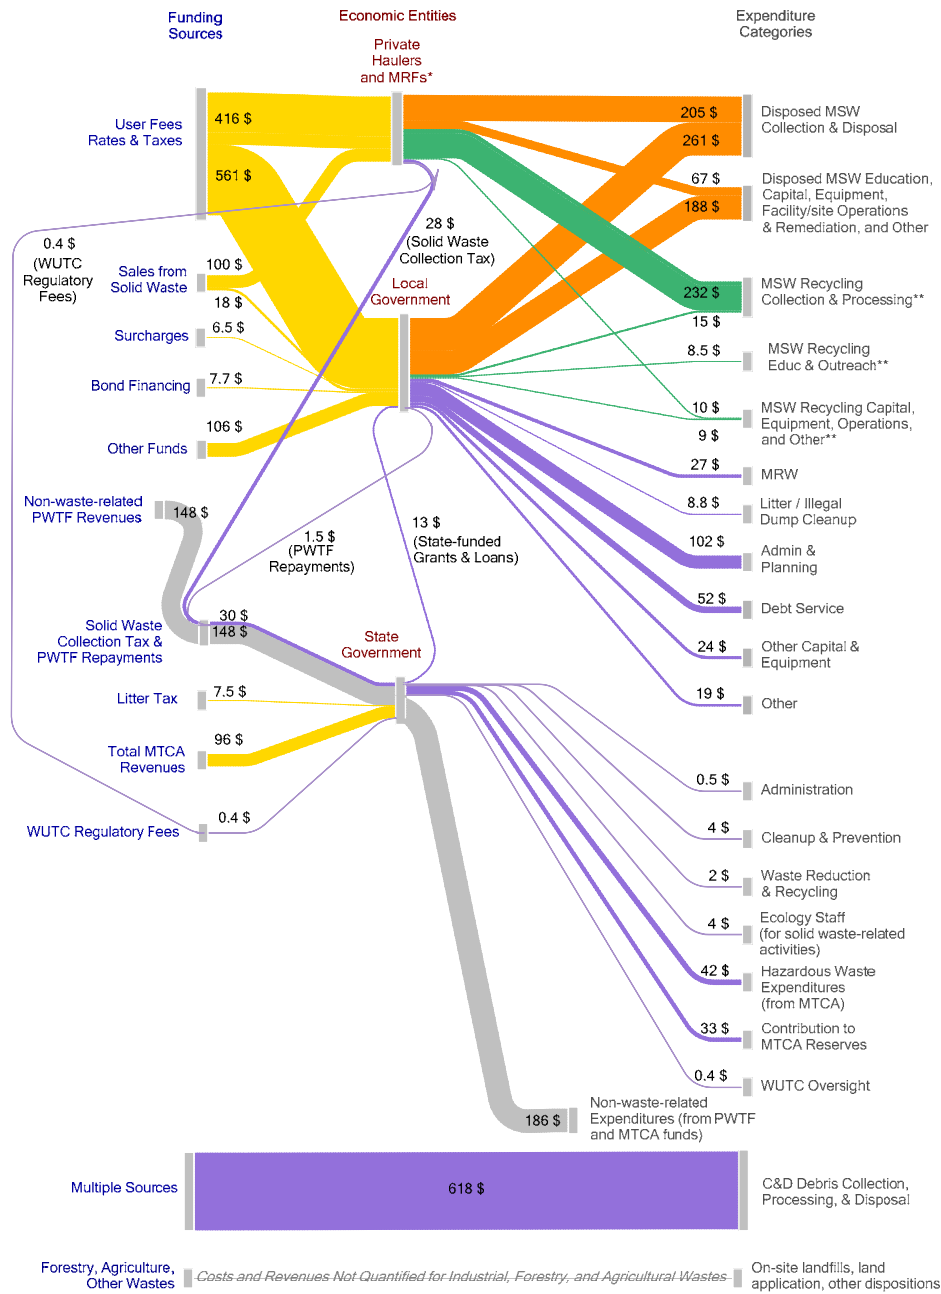 Funding
Sources
Economic Entities
Expenditure
Categories
Private
Haulers
and MRFs*
User Fees
Rates & Taxes
416 $
561 $
205 $
261 $
Disposed MSW
Collection & Disposal
67 $
188 $
Disposed MSW Education,
Capital, Equipment,
Facility/site Operations
& Remediation, and Other
0.4 $
(WUTC
Regulatory
Fees)
28 $
(Solid Waste
Collection Tax)
Sales from
Solid Waste
100 $
18 $
Local
Government
232 $
15 $
MSW Recycling
Collection & Processing**
Surcharges
6.5 $
8.5 $
MSW Recycling
Educ & Outreach**
Bond Financing
7.7 $
10 $
9 $
MSW Recycling Capital,
Equipment, Operations,
and Other**
Other Funds
106 $
27 $
MRW
Non-waste-related
PWTF Revenues
148 $
8.8 $
Litter / Illegal
Dump Cleanup
1.5 $
(PWTF
Repayments)
13 $
(State-funded
Grants & Loans)
102 $
Admin &
Planning
52 $
Debt Service
Solid Waste
Collection Tax &
PWTF Repayments
30 $
148 $
State
Government
24 $
Other Capital &
Equipment
Litter Tax
7.5 $
19 $
Other
Total MTCA
Revenues
96 $
0.5 $
Administration
WUTC Regulatory Fees
0.4 $
4 $
Cleanup & Prevention
2 $
Waste Reduction
& Recycling
4 $
Ecology Staff
(for solid waste-related
activities)
42 $
Hazardous Waste
Expenditures
(from MTCA)
33 $
Contribution to
MTCA Reserves
0.4 $
WUTC Oversight
186 $
Non-waste-related
Expenditures (from PWTF
and MTCA funds)
Multiple Sources
618 $
C&D Debris Collection,
Processing, & Disposal
Forestry, Agriculture,
Other Wastes
Costs and Revenues Not Quantified for Industrial, Forestry, and Agricultural Wastes
On-site landfills, land
application, other dispositions